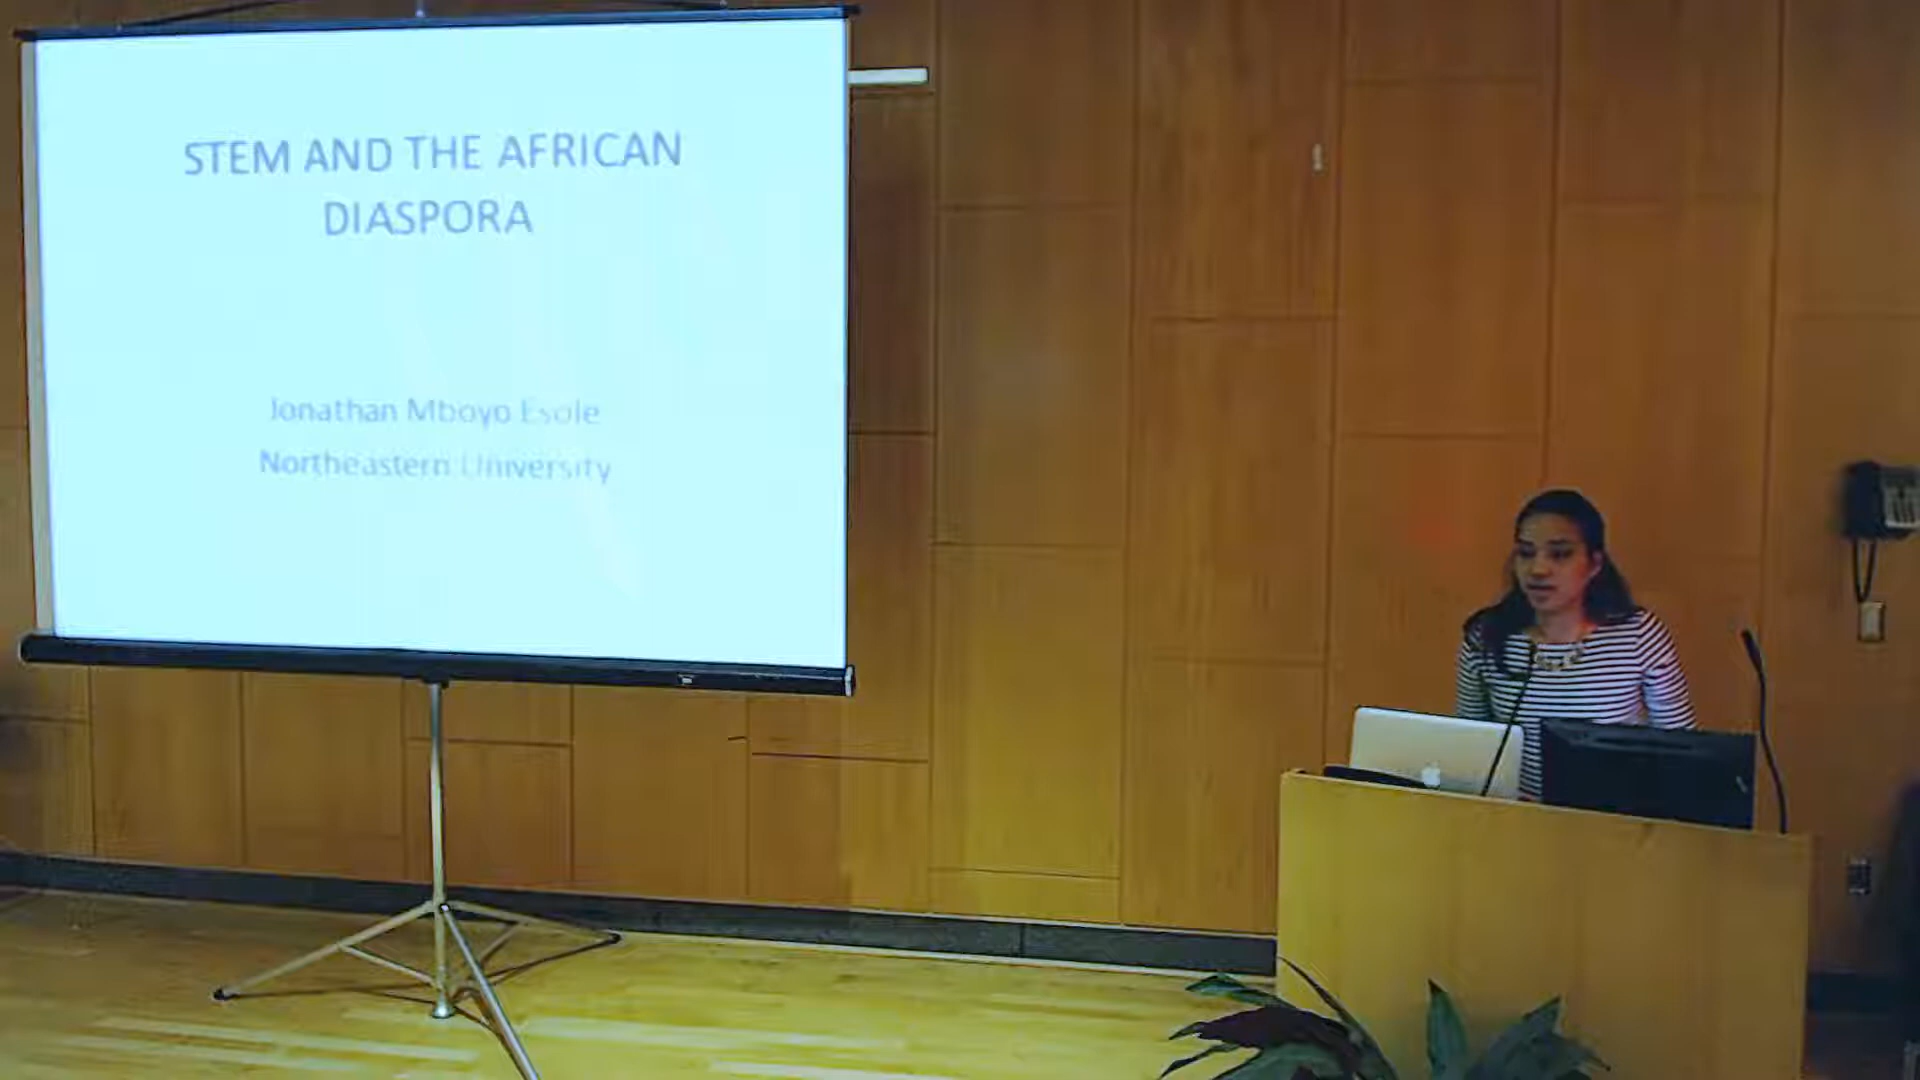 STEM AND THE AFRICAN
DIASPORA
Jonathan Mboyo Esole
Northeastern University